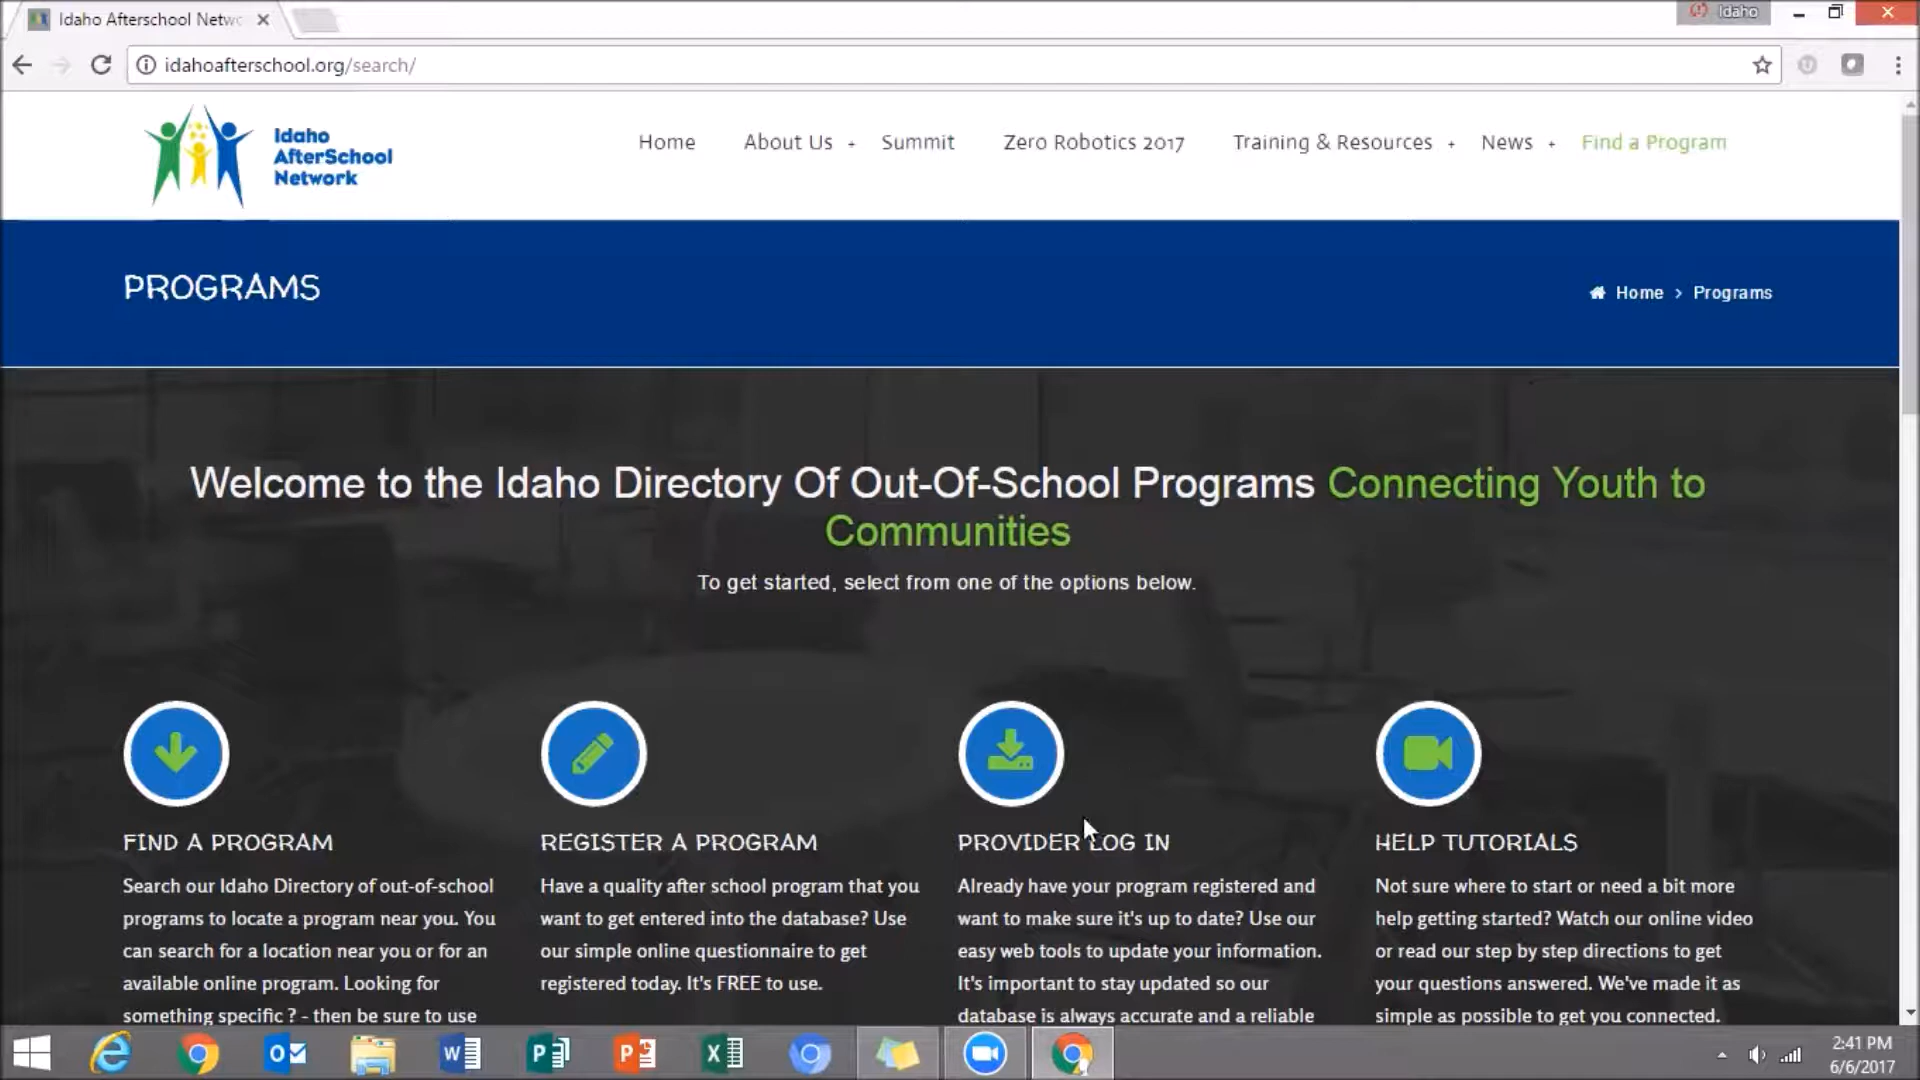 Idaho Afterschool Netwo
Idaho
idahoafterschool.org/search/
Idaho
AfterSchool
Network
Home About Us + Summit Zero Robotics 2017 Training & Resources + News + Find a Program
PROGRAMS
Home > Programs
Welcome to the Idaho Directory Of Out-Of-School Programs Connecting Youth to
Communities
To get started, select from one of the options below.
FIND A PROGRAM
Search our Idaho Directory of out-of-school
programs to locate a program near you. You
can search for a location near you or for an
available online program. Looking for
something specific ? - then be sure to use
REGISTER A PROGRAM
Have a quality after school program that you
want to get entered into the database? Use
our simple online questionnaire to get
registered today. It's FREE to use.
PROVIDER LOG IN
Already have your program registered and
want to make sure it's up to date? Use our
easy web tools to update your information.
It's important to stay updated so our
database is always accurate and a reliable
HELP TUTORIALS
Not sure where to start or need a bit more
help getting started? Watch our online video
or read our step by step directions to get
your questions answered. We've made it as
simple as possible to get you connected.
2:41 PM
6/6/2017